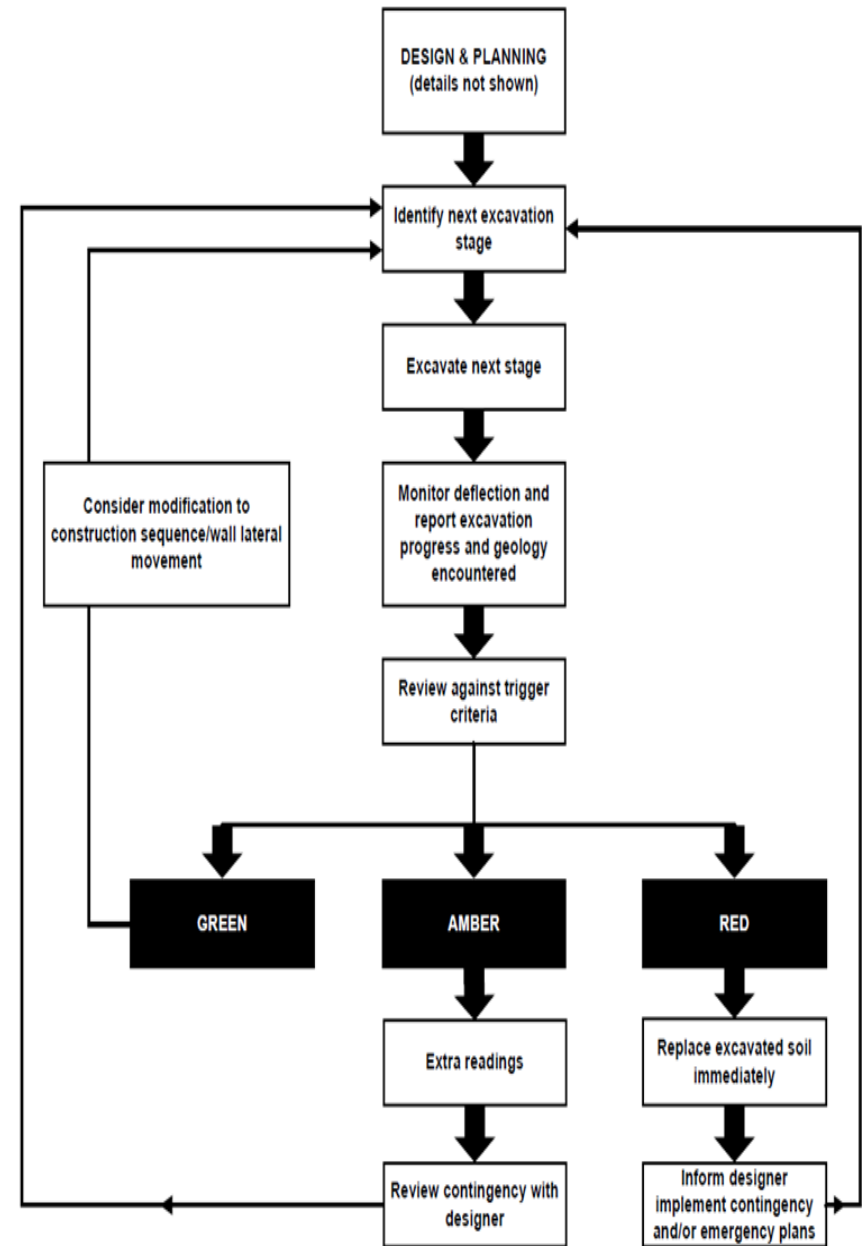 DESIGN & PLANNING
(details not shown)
Identify next excavation
stage
Excavate next stage
Consider modification to
construction sequence/wall lateral
movement
Monitor deflection and
report excavation
progress and geology
encountered
Review against trigger
criteria
GREEN
AMBER
RED
Extra readings
Replace excavated soil
immediately
Review contingency with
designer
Inform designer
implement contingency
and/or emergency plans